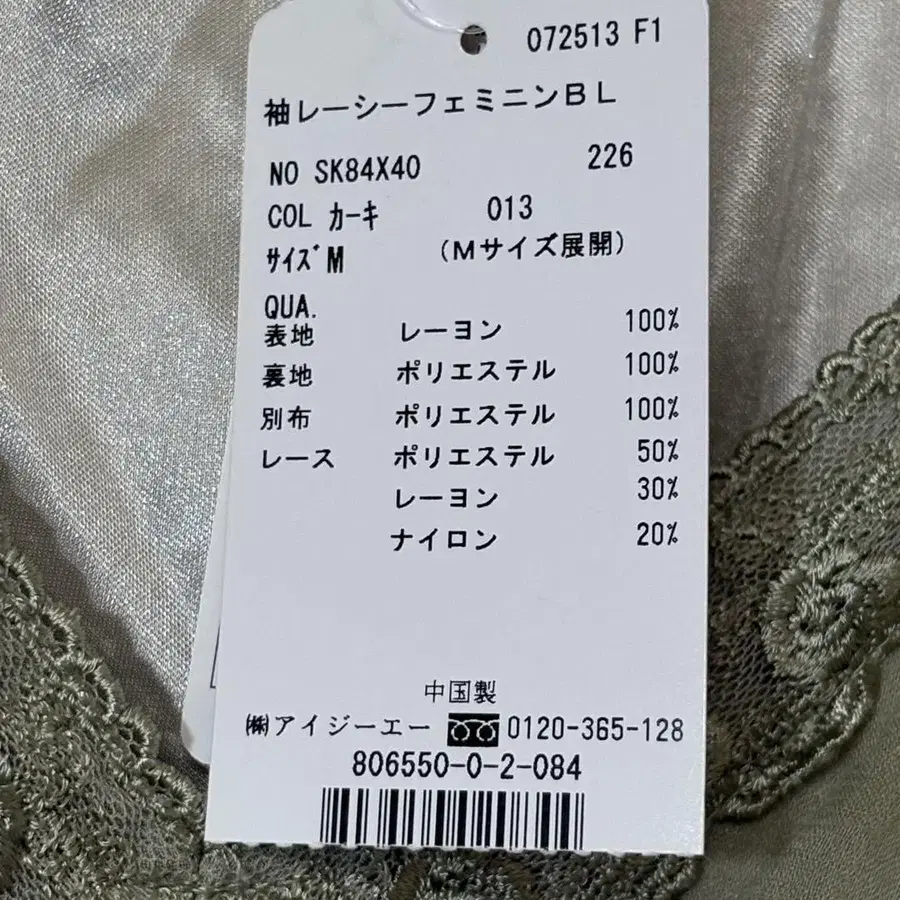 072513 F1
袖レーシーフェミニンBL
NO SK84X40 226
COL カーキ 013
サイズ M (Mサイズ展開)
QUA.
表地 レーヨン 100%
裏地 ポリエステル 100%
別布 ポリエステル 100%
レース ポリエステル 50%
レーヨン 30%
ナイロン 20%
中国製
㈱アイジーエー 0120-365-128
806550-0-2-084